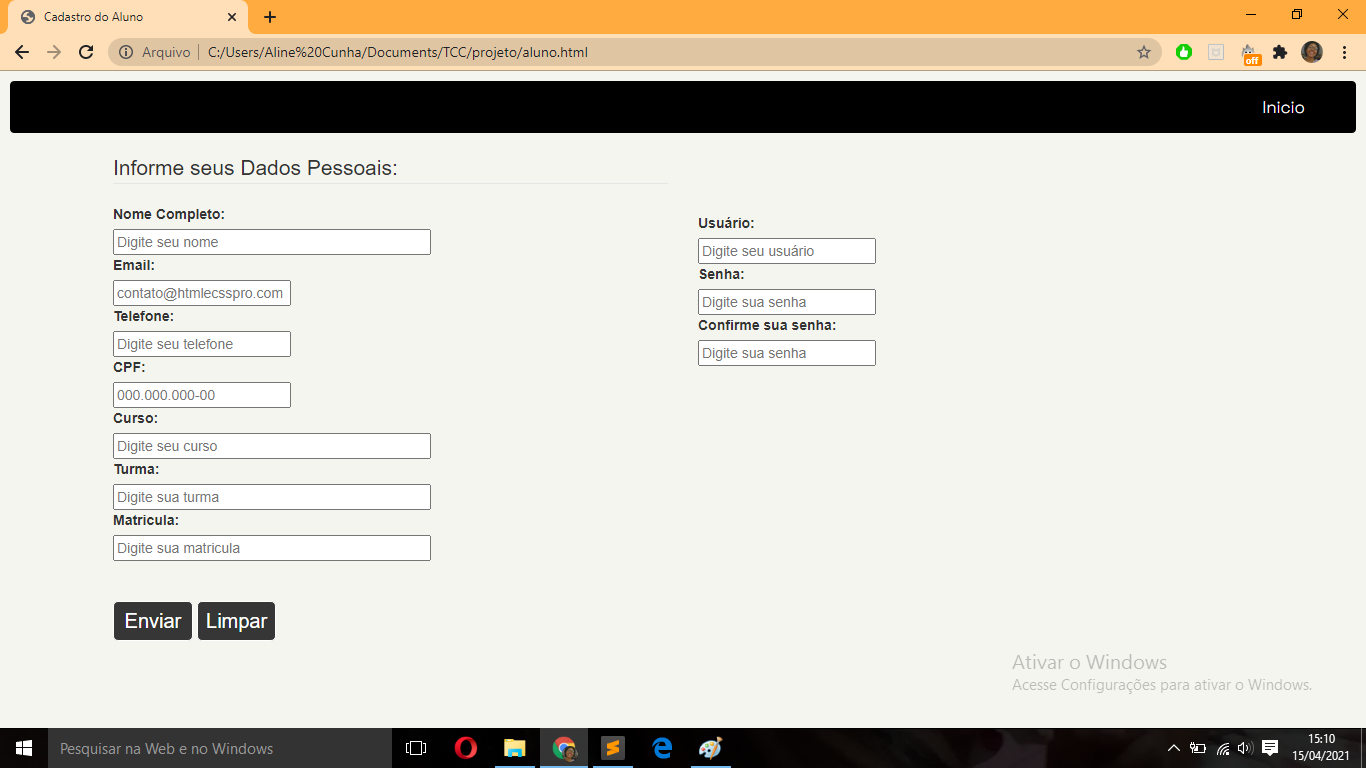 Cadastro do Aluno
Arquivo
C:/Users/Aline%20Cunha/Documents/TCC/projeto/aluno.html
off
Inicio
Informe seus Dados Pessoais:
Nome Completo:
Digite seu nome
Email:
contato@htmlecsspro.com
Telefone:
Digite seu telefone
CPF:
000.000.000-00
Curso:
Digite seu curso
Turma:
Digite sua turma
Matricula:
Digite sua matricula
Usuário:
Digite seu usuário
Senha:
Digite sua senha
Confirme sua senha:
Digite sua senha
Enviar Limpar
Ativar o Windows
Acesse Configurações para ativar o Windows.
Pesquisar na Web e no Windows
15:10
15/04/2021